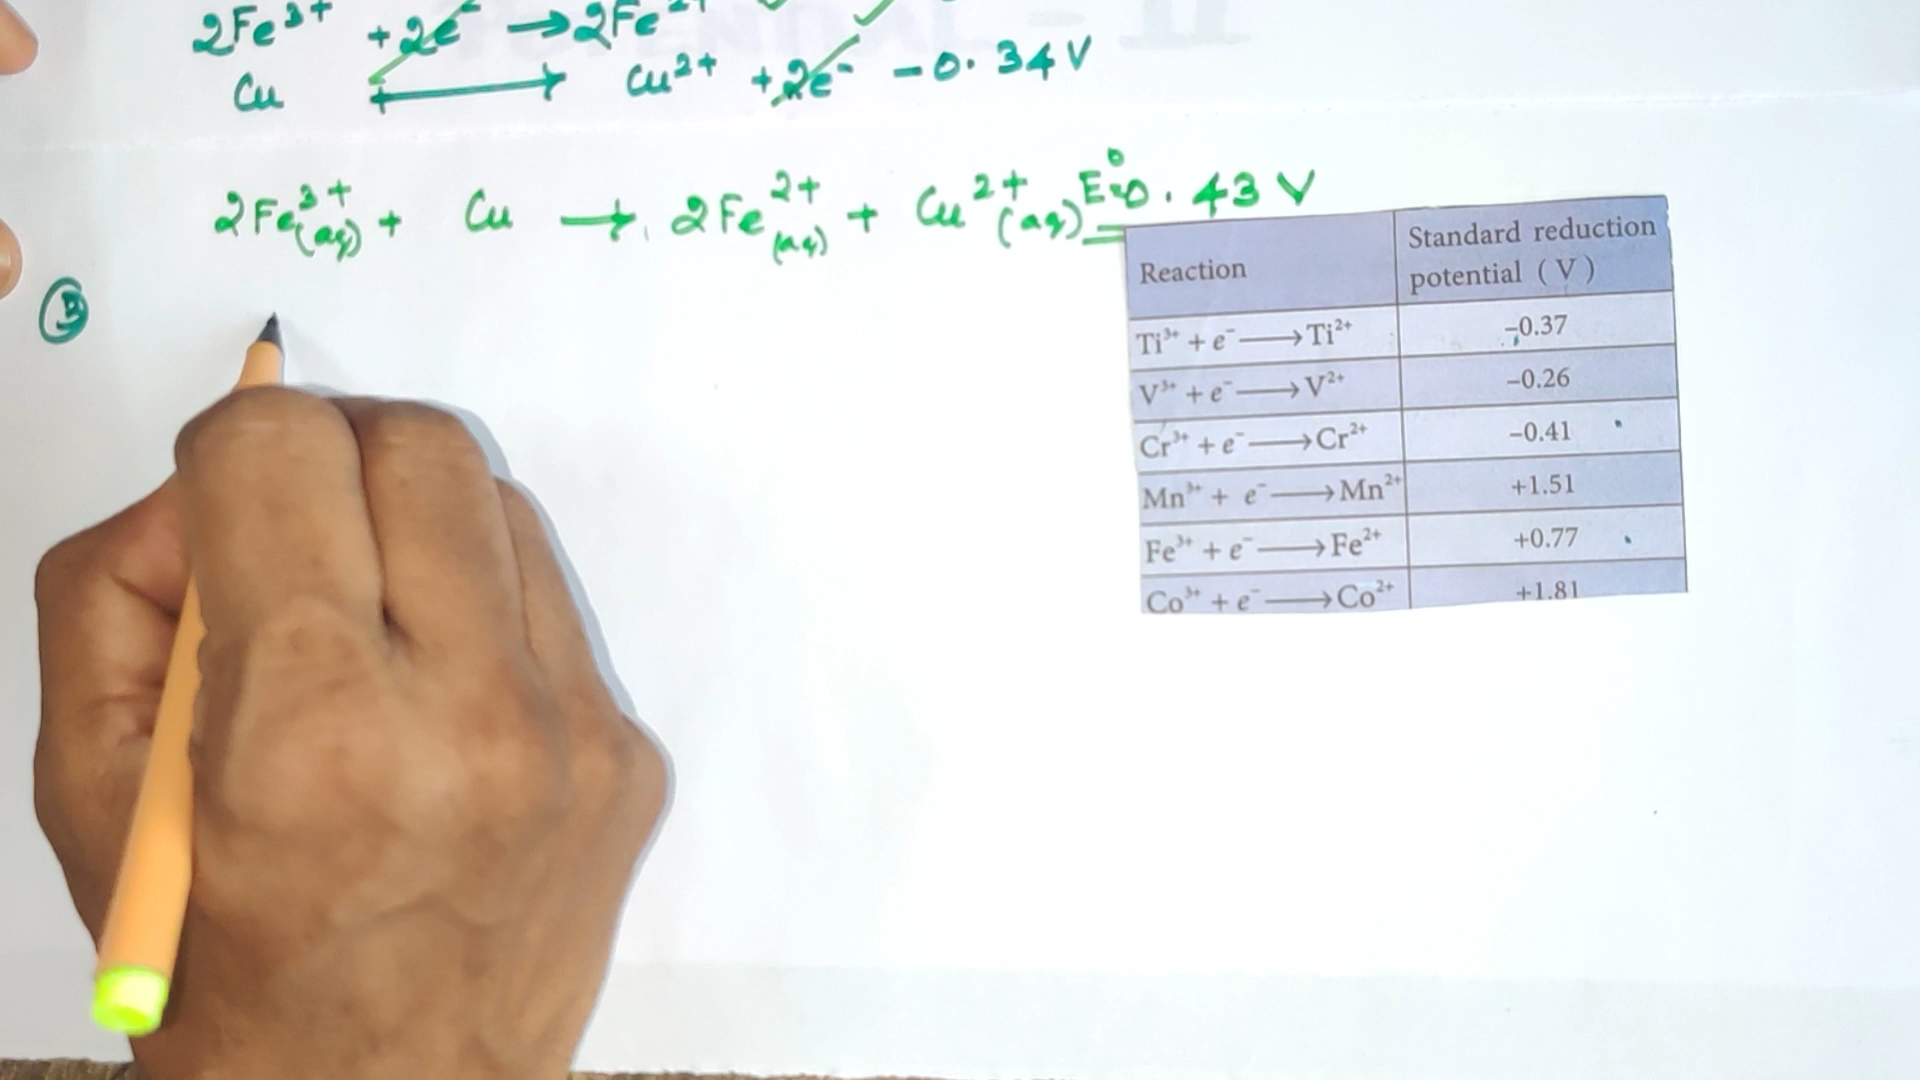 2Fe³⁺ + 2e⁻ → 2Fe²⁺
Cu ⟷ Cu²⁺ + 2e⁻ - 0.34 V
2Fe³⁺(aq) + Cu → 2Fe²⁺(aq) + Cu²⁺(aq) E°=0.43 V
3
Reaction
Standard reduction
potential ( V )
Ti³⁺ + e⁻ ⟶ Ti²⁺ -0.37
V³⁺ + e⁻ ⟶ V²⁺ -0.26
Cr³⁺ + e⁻ ⟶ Cr²⁺ -0.41
Mn³⁺ + e⁻ ⟶ Mn²⁺ +1.51
Fe³⁺ + e⁻ ⟶ Fe²⁺ +0.77
Co³⁺ + e⁻ ⟶ Co²⁺ +1.81